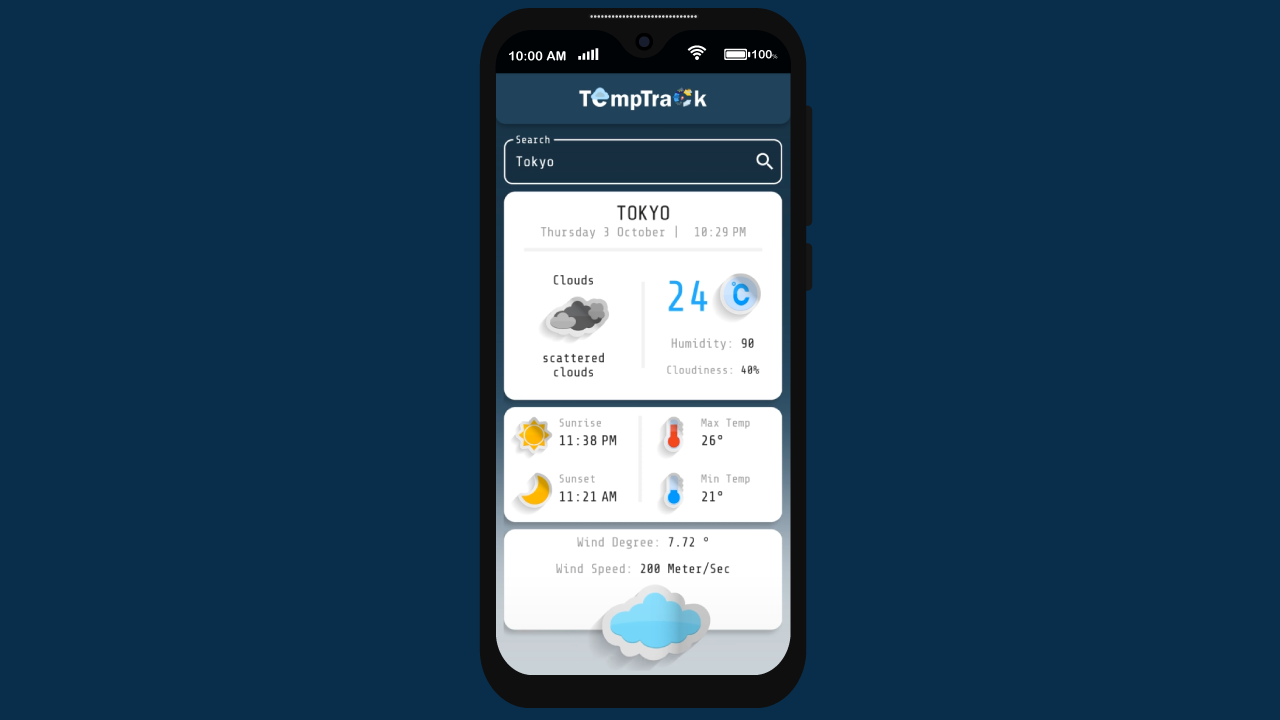 10:00 AM 100%
TempTrack
Search
Tokyo
TOKYO
Thursday 3 October | 10:29 PM
Clouds
scattered
clouds
24 °C
Humidity: 90
Cloudiness: 40%
Sunrise
11:38 PM
Sunset
11:21 AM
Max Temp
26°
Min Temp
21°
Wind Degree: 7.72 °
Wind Speed: 200 Meter/Sec